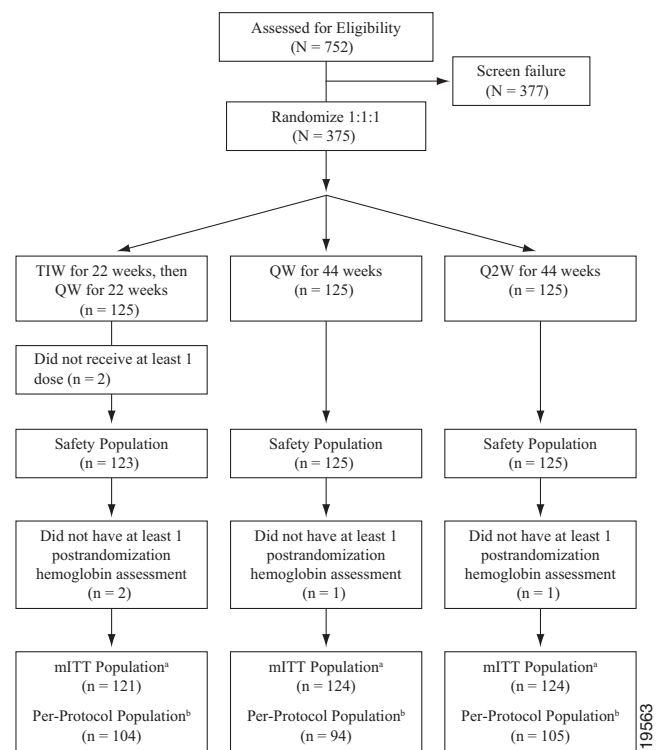 Assessed for Eligibility
(N = 752)
Screen failure
(N = 377)
Randomize 1:1:1
(N = 375)
TIW for 22 weeks, then
QW for 22 weeks
(n = 125)
QW for 44 weeks
(n = 125)
Q2W for 44 weeks
(n = 125)
Did not receive at least 1
dose (n = 2)
Safety Population
(n = 123)
Safety Population
(n = 125)
Safety Population
(n = 125)
Did not have at least 1
postrandomization
hemoglobin assessment
(n = 2)
Did not have at least 1
postrandomization
hemoglobin assessment
(n = 1)
Did not have at least 1
postrandomization
hemoglobin assessment
(n = 1)
mITT Populationᵃ
(n = 121)
Per-Protocol Populationᵇ
(n = 104)
mITT Populationᵃ
(n = 124)
Per-Protocol Populationᵇ
(n = 94)
mITT Populationᵃ
(n = 124)
Per-Protocol Populationᵇ
(n = 105)
19563